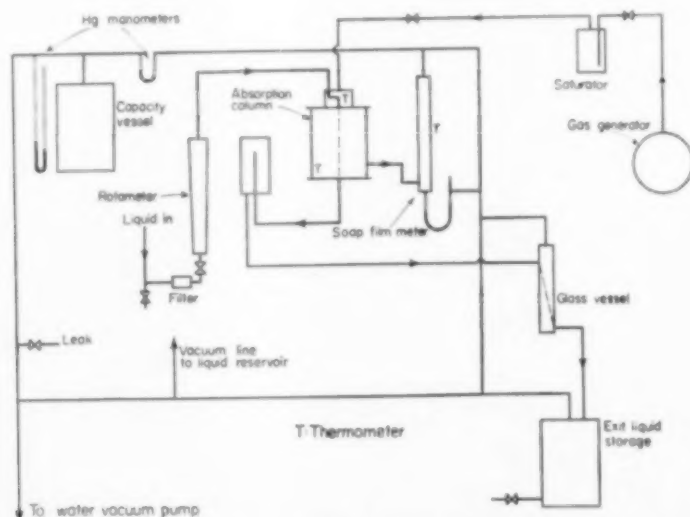 Hg manometers
Capacity
vessel
Absorption
column
T
T
T
Saturator
Gas generator
Rotameter
Liquid in
Filter
Soap film meter
Glass vessel
Leak
Vacuum line
to liquid reservoir
T:Thermometer
Exit liquid
storage
To water vacuum pump